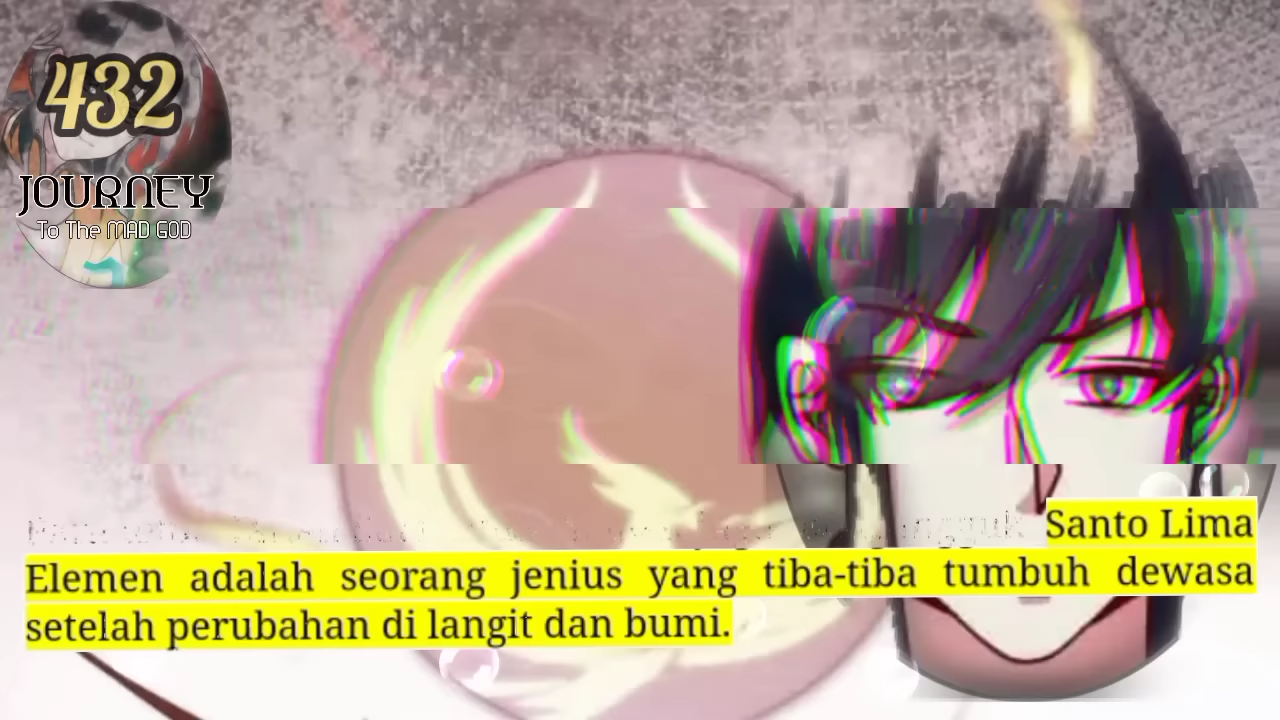 432
JOURNEY
To The MAD GOD
Santo Lima
Elemen adalah seorang jenius yang tiba-tiba tumbuh dewasa
setelah perubahan di langit dan bumi.